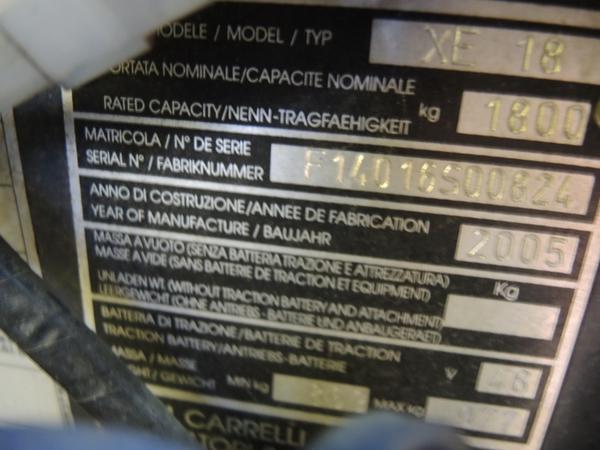 MODELE / MODEL / TYP XE 18
PORTATA NOMINALE/CAPACITE NOMINALE
RATED CAPACITY/NENN-TRAGFAEHIGKEIT kg 1800
MATRICOLA / N° DE SERIE
SERIAL N° / FABRIKNUMMER F14016S00824
ANNO DI COSTRUZIONE/ANNEE DE FABRICATION
YEAR OF MANUFACTURE / BAUJAHR 2005
MASSA A VUOTO (SENZA BATTERIA TRAZIONE E ATTREZZATURA)
MASSE A VIDE (SANS BATTERIE DE TRACTION ET EQUIPEMENT) Kg
UNLADEN WT. (WITHOUT TRACTION BATTERY AND ATTACHMENT)
LEERGEWICHT (OHNE ANTRIEBS - BATTERIE UND ANBAUGERAET)
BATTERIA DI TRAZIONE/BATTERIE DE TRACTION
TRACTION BATTERY/ANTRIEBS-BATTERIE V 48
MASSA / MASSE
WEIGHT / GEWICHT MIN kg MAX kg
CARRELLI